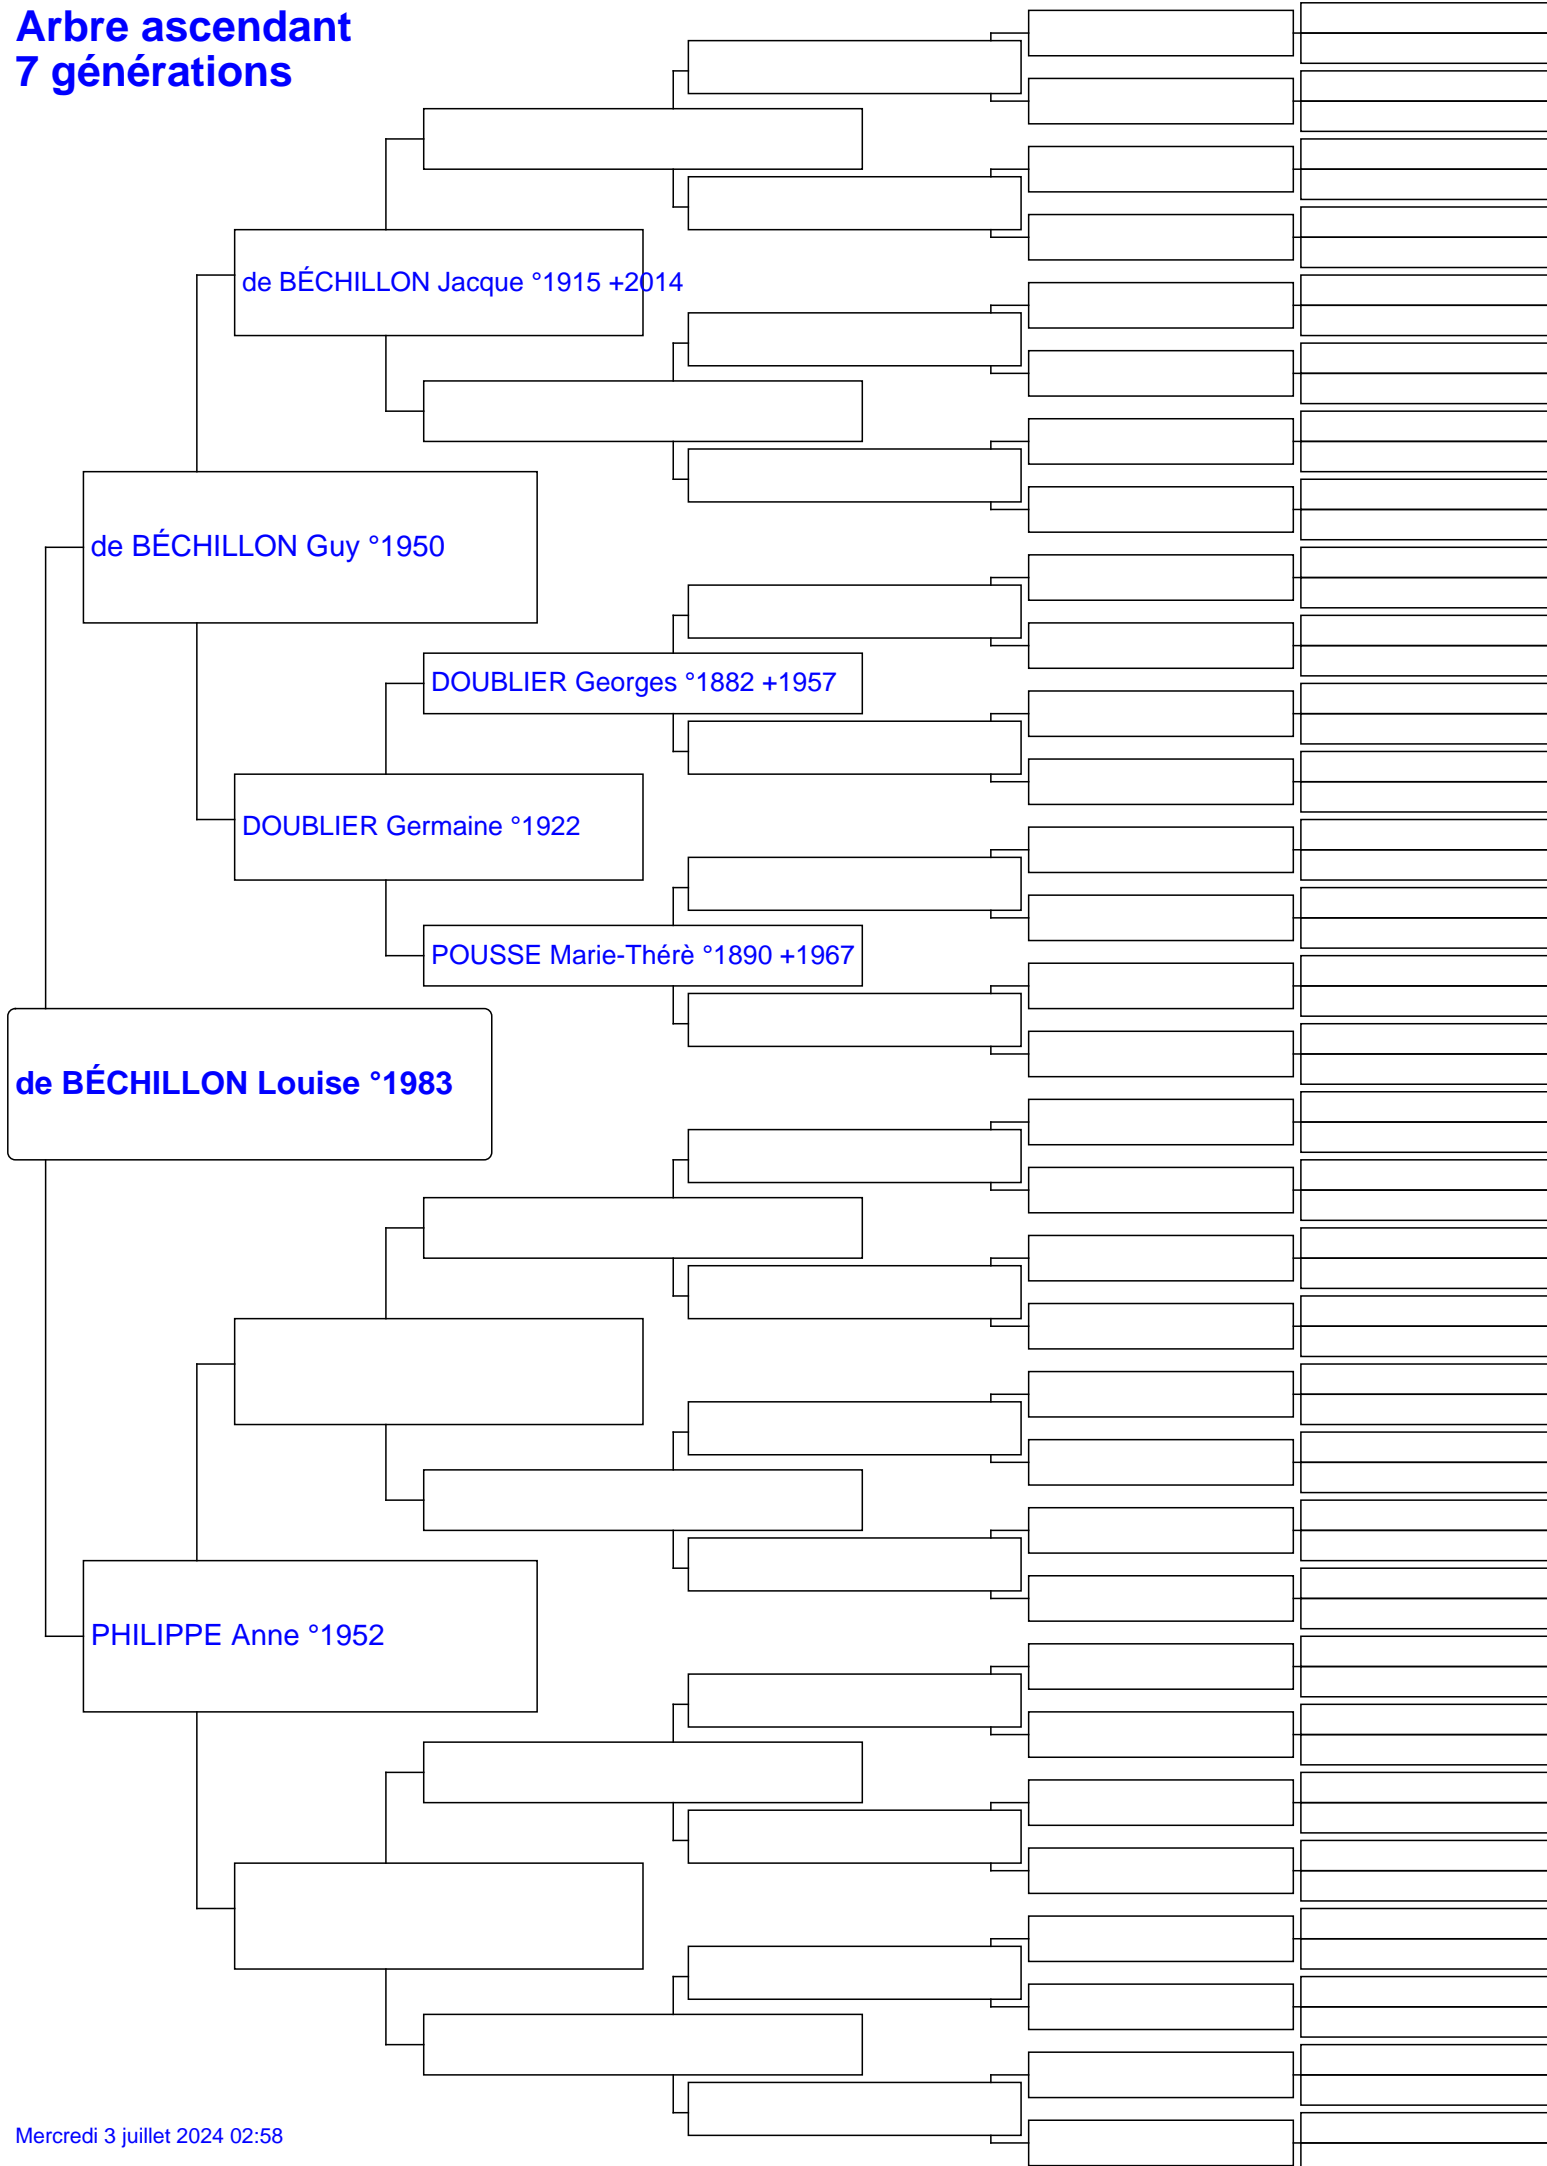 Arbre ascendant
7 générations
de BÉCHILLON Jacque °1915 +2014
de BÉCHILLON Guy °1950
DOUBLIER Georges °1882 +1957
DOUBLIER Germaine °1922
POUSSE Marie-Thérè °1890 +1967
de BÉCHILLON Louise °1983
PHILIPPE Anne °1952
Mercredi 3 juillet 2024 02:58